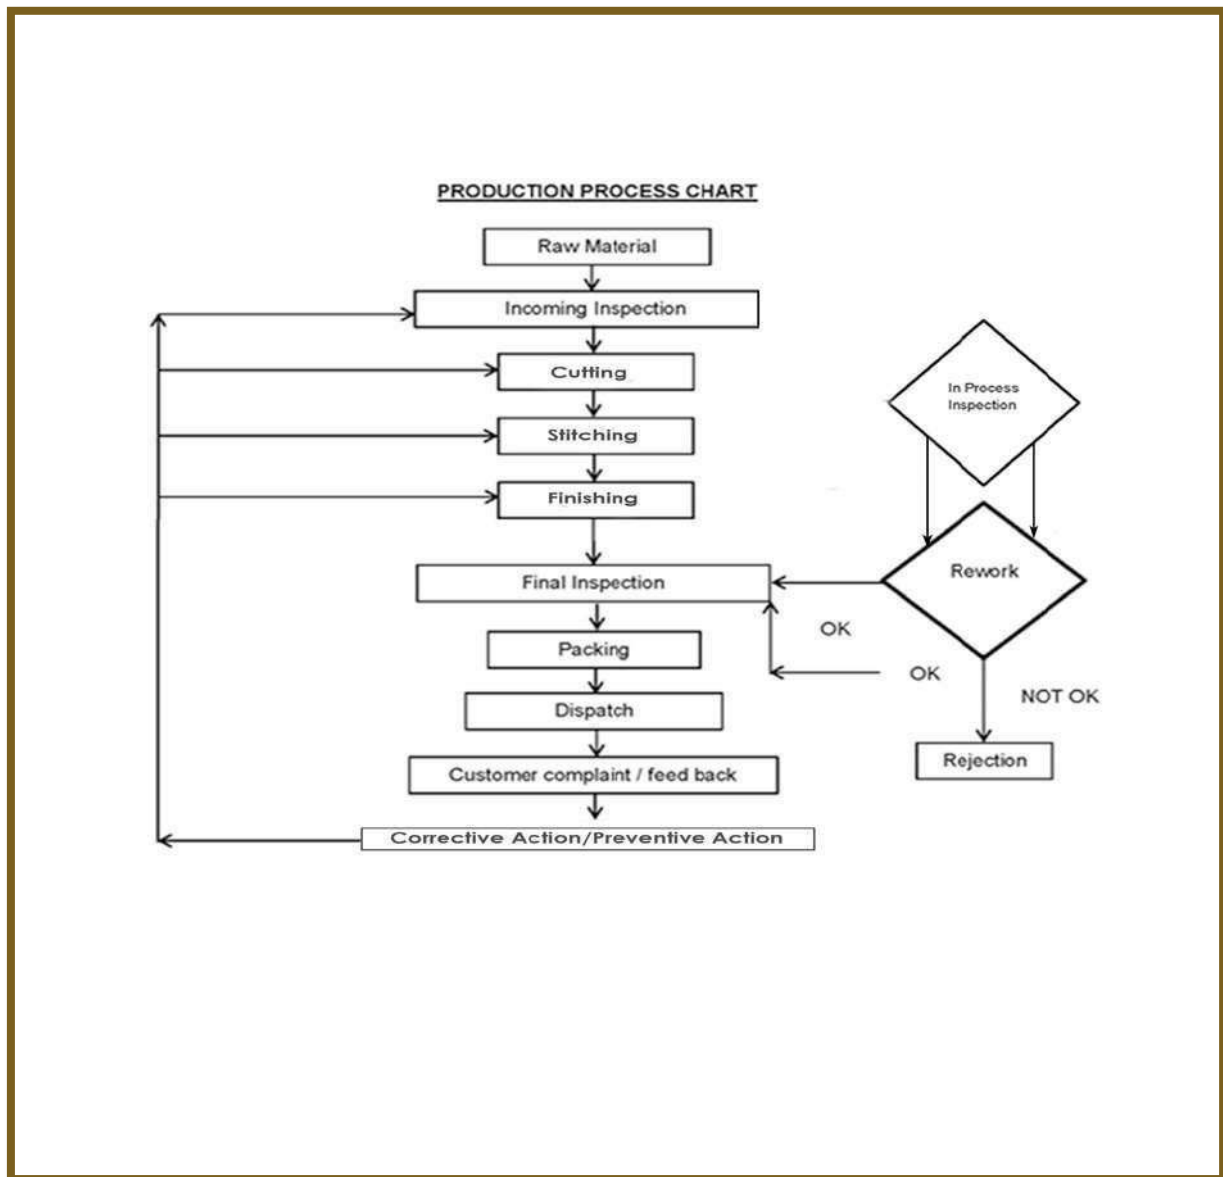 PRODUCTION PROCESS CHART
Raw Material
Incoming Inspection
Cutting
Stitching
Finishing
Final Inspection
Packing
Dispatch
Customer complaint / feed back
Corrective Action/Preventive Action
In Process
Inspection
Rework
OK
OK
NOT OK
Rejection